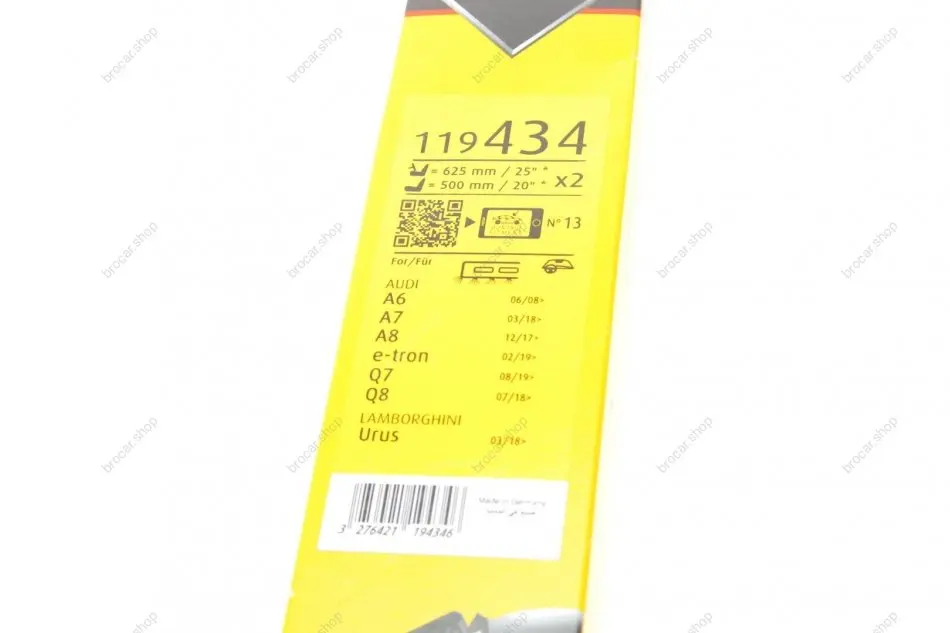 119434
= 625 mm / 25" *
= 500 mm / 20" *
x2
N° 13
For/Für
AUDI
A6 06/08>
A7 03/18>
A8 12/17>
e-tron 02/19>
Q7 08/19>
Q8 07/18>
LAMBORGHINI
Urus 03/18>
Made in Germany
3 276421 194346
brocar.shop